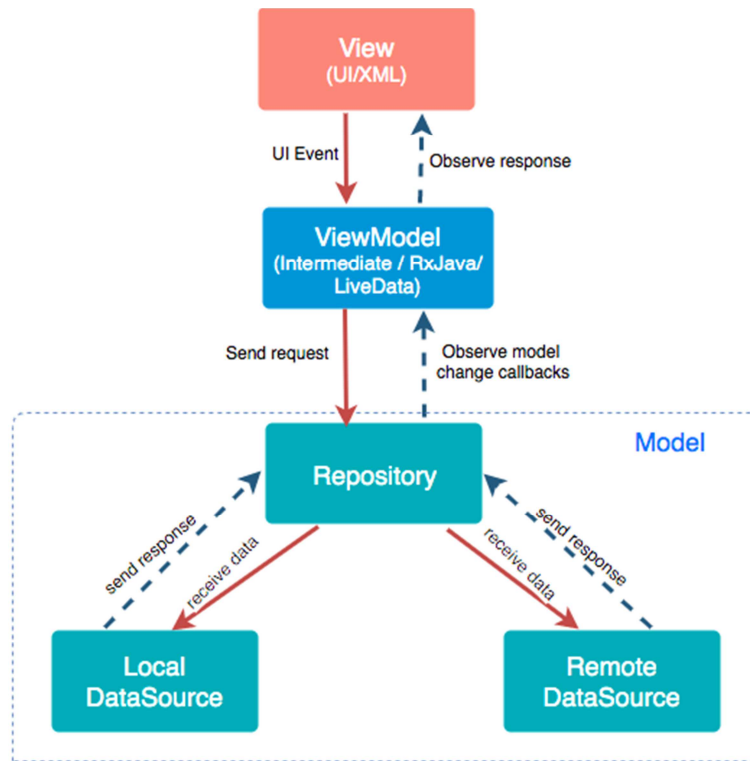 View
(UI/XML)
UI Event
Observe response
ViewModel
(Intermediate / RxJava/
LiveData)
Send request
Observe model
change callbacks
Model
Repository
send response
receive data
receive data
send response
Local
DataSource
Remote
DataSource